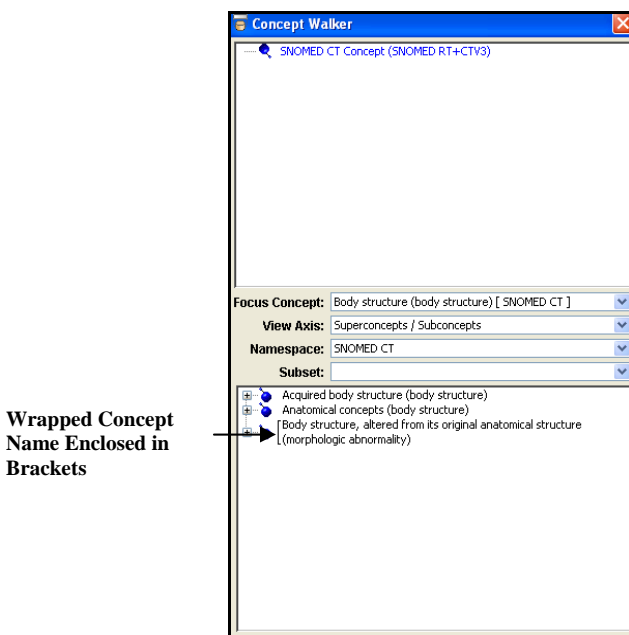 Concept Walker
SNOMED CT Concept (SNOMED RT+CTV3)
Focus Concept: Body structure (body structure) [ SNOMED CT ]
View Axis: Superconcepts / Subconcepts
Namespace: SNOMED CT
Subset:
Acquired body structure (body structure)
Anatomical concepts (body structure)
[Body structure, altered from its original anatomical structure
(morphologic abnormality)
Wrapped Concept
Name Enclosed in
Brackets